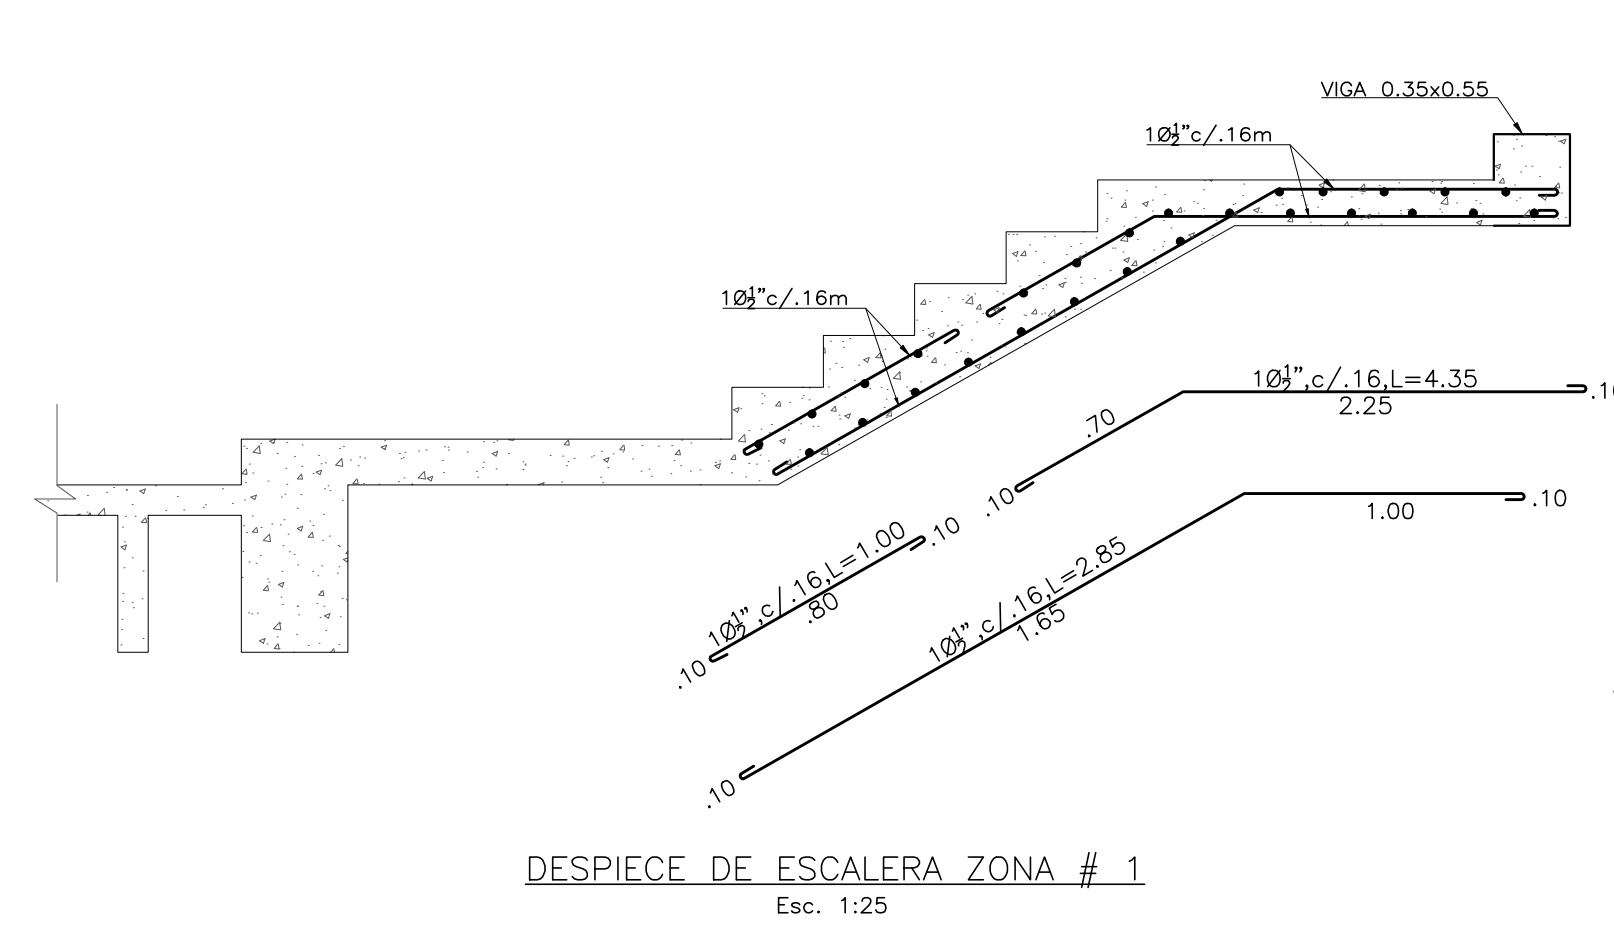 VIGA 0.35x0.55
1Ø1/2"c/.16m
1Ø1/2"c/.16m
1Ø1/2",c/.16,L=4.35
2.25
.70
.10
1.00
.10
1Ø1/2",c/.16,L=1.00
.80
.10
.10
1Ø1/2",c/.16,L=2.85
1.65
.10
DESPIECE DE ESCALERA ZONA # 1
Esc. 1:25